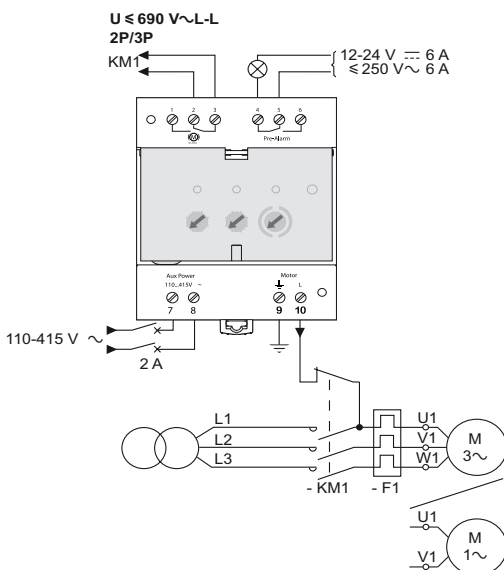 U ≤ 690 V~L-L
2P/3P
KM1
12-24 V ⎓ 6 A
≤ 250 V~ 6 A
1 2 3 4 5 6
M Pre-Alarm
Aux Power Motor
110...415V ~ L
7 8 9 10
110-415 V ~
2 A
L1 U1
L2 V1 M
L3 W1 3~
- KM1 - F1
U1
M
V1 1~